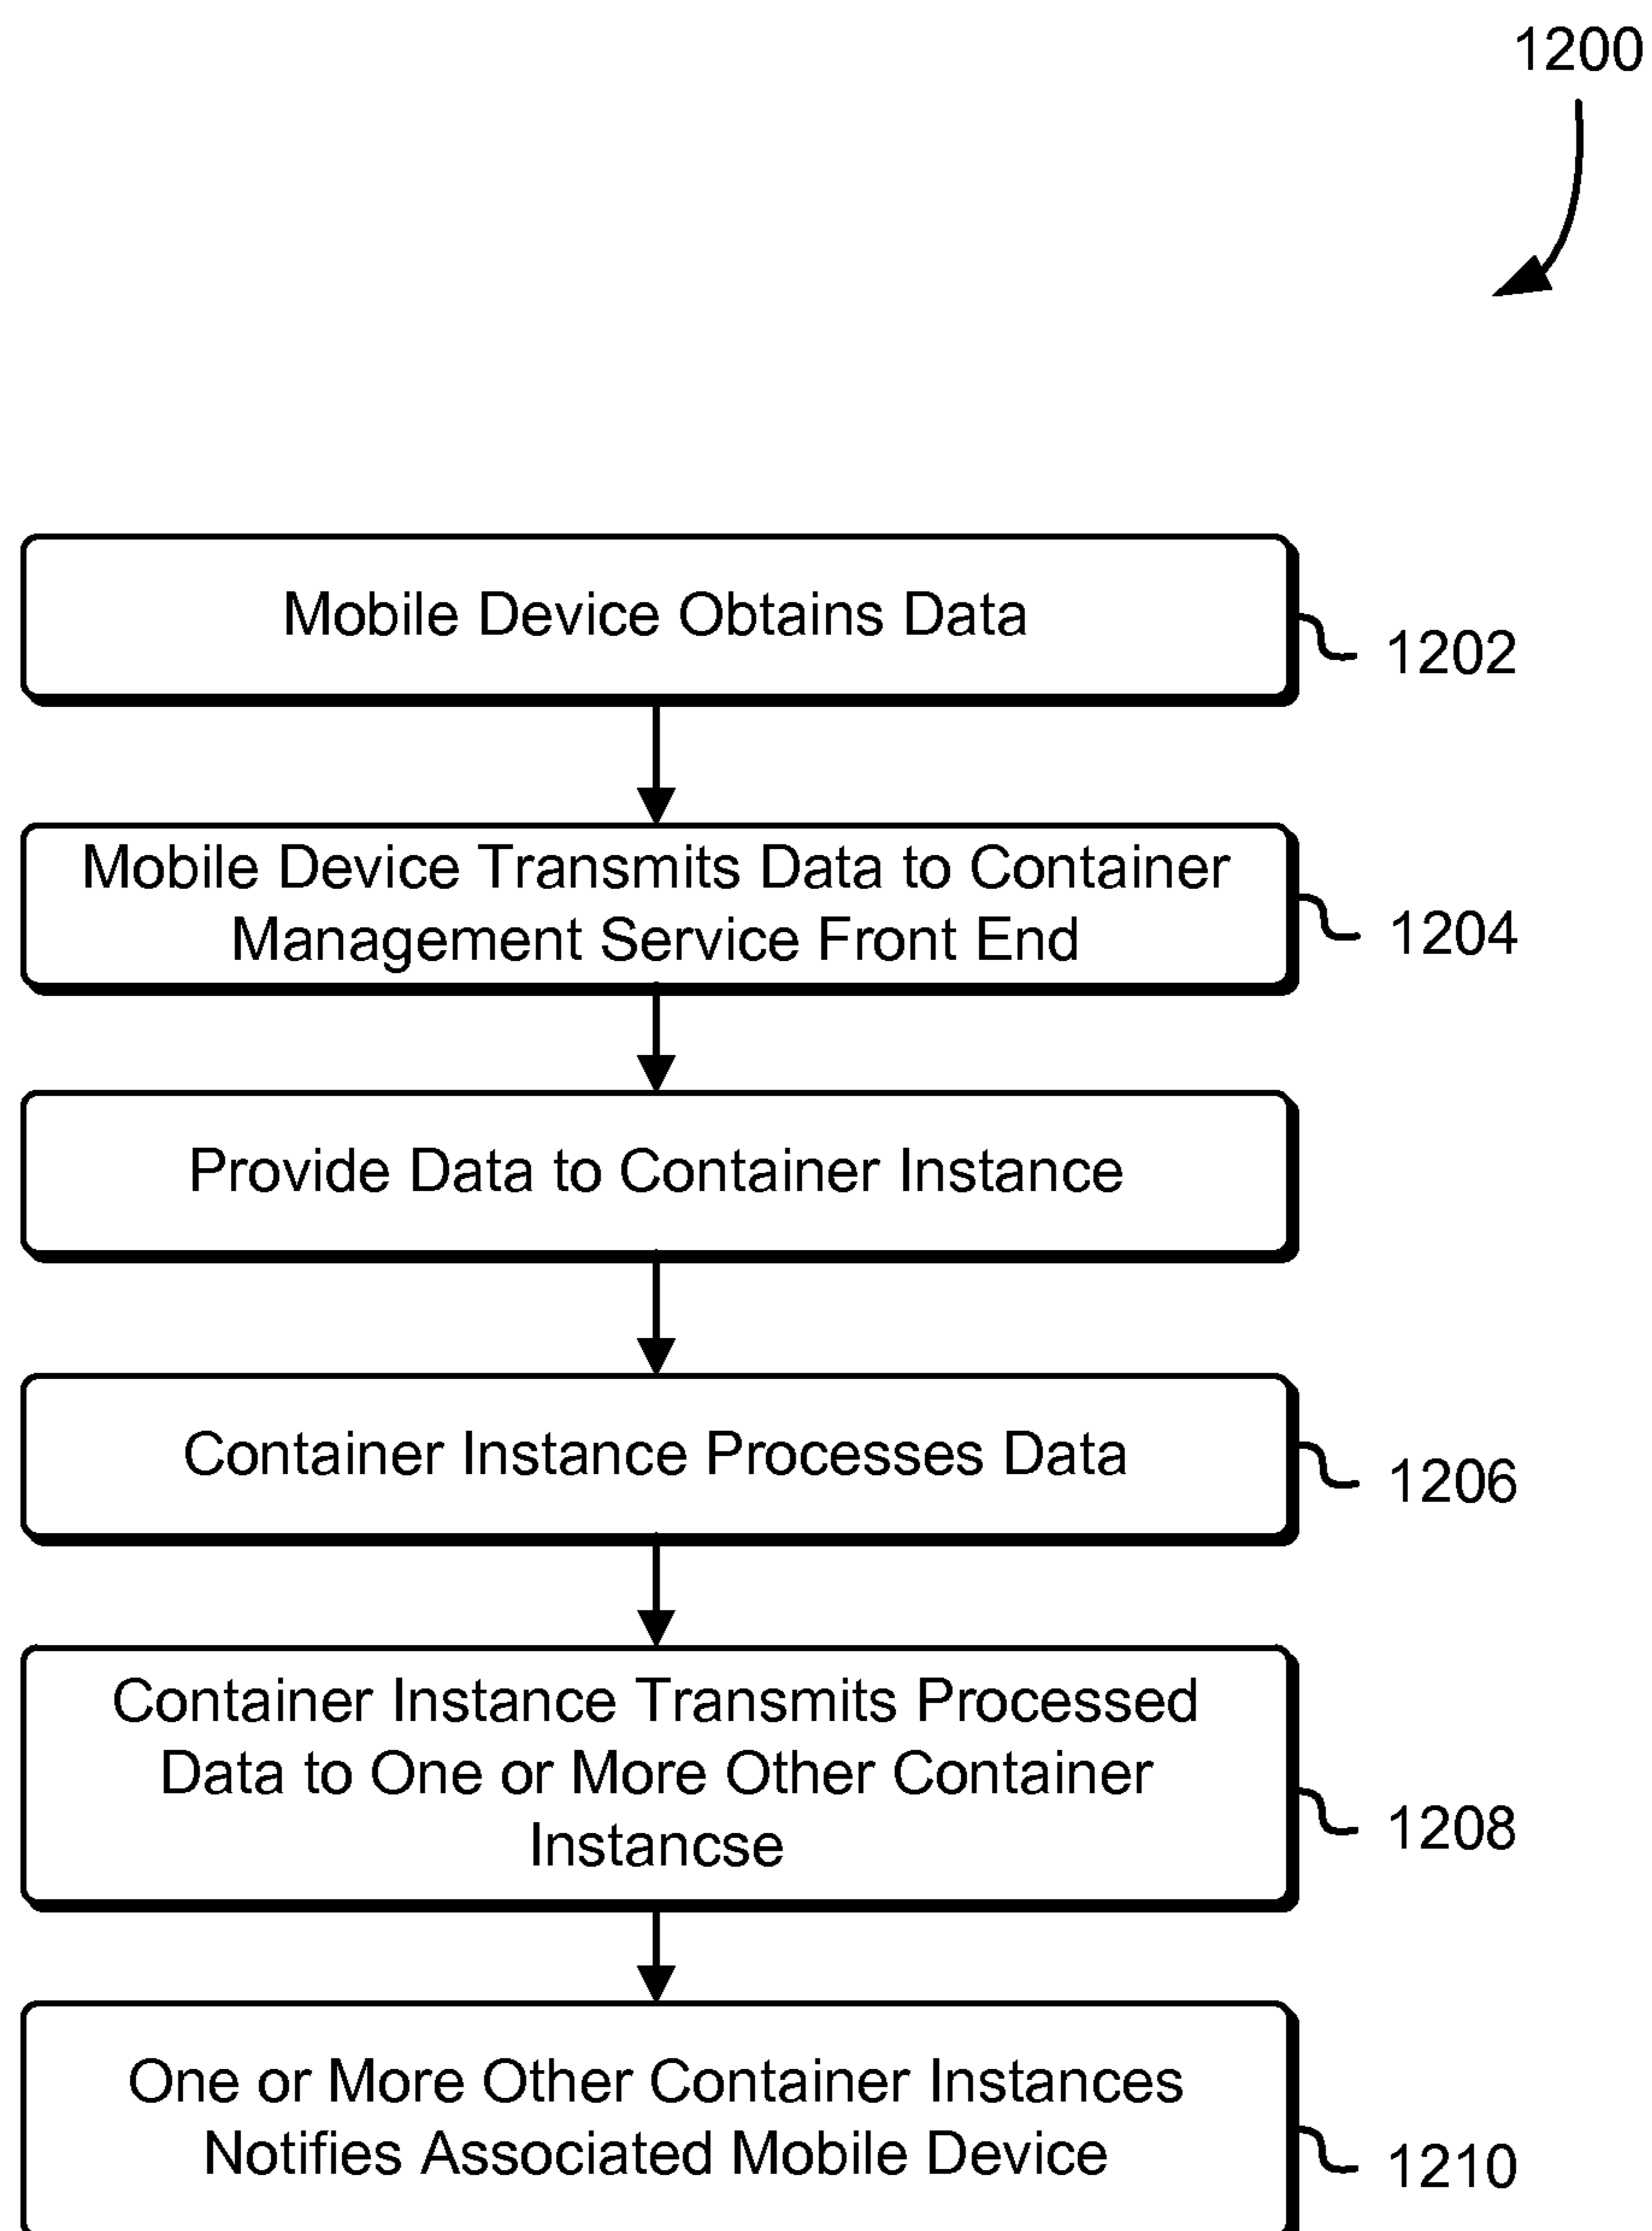 1200
Mobile Device Obtains Data
1202
Mobile Device Transmits Data to Container
Management Service Front End
1204
Provide Data to Container Instance
Container Instance Processes Data
1206
Container Instance Transmits Processed
Data to One or More Other Container
Instancse
1208
One or More Other Container Instances
Notifies Associated Mobile Device
1210